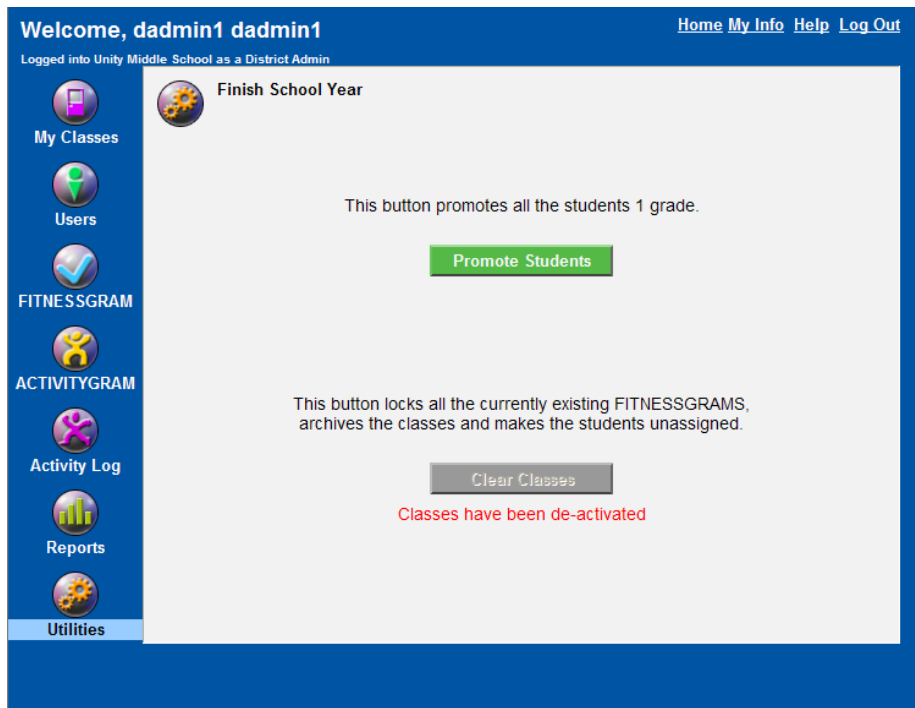 Welcome, dadmin1 dadmin1
Home My Info Help Log Out
Logged into Unity Middle School as a District Admin
Finish School Year
My Classes
Users
FITNESSGRAM
ACTIVITYGRAM
Activity Log
Reports
Utilities
This button promotes all the students 1 grade.
Promote Students
This button locks all the currently existing FITNESSGRAMS,
archives the classes and makes the students unassigned.
Clear Classes
Classes have been de-activated